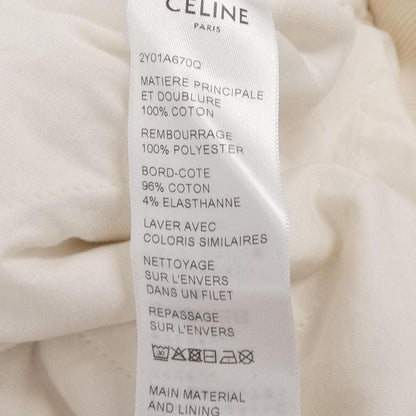 CELINE
PARIS
2Y01A670Q
MATIERE PRINCIPALE
ET DOUBLURE
100% COTON
REMBOURRAGE
100% POLYESTER
BORD-COTE
96% COTON
4% ELASTHANNE
LAVER AVEC
COLORIS SIMILAIRES
NETTOYAGE
SUR L'ENVERS
DANS UN FILET
REPASSAGE
SUR L'ENVERS
30
MAIN MATERIAL
AND LINING